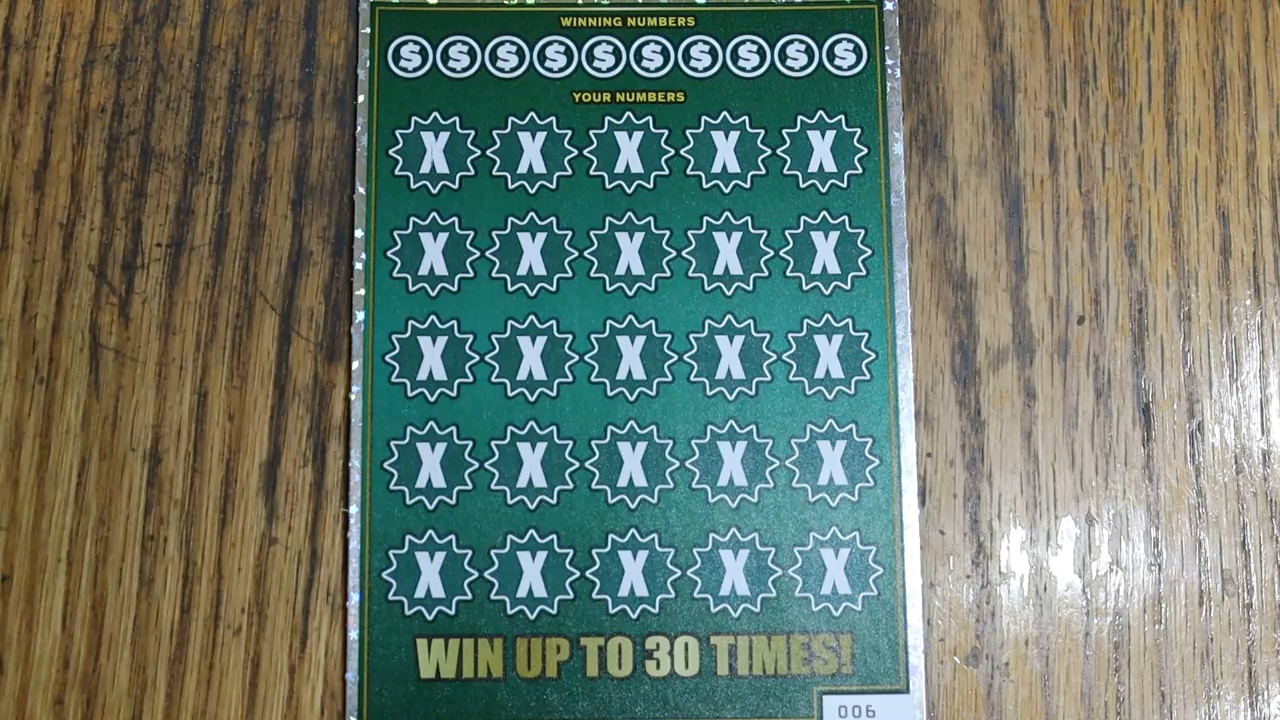 WINNING NUMBERS
$ $ $ $ $ $ $ $ $ $
YOUR NUMBERS
X X X X X
X X X X X
X X X X X
X X X X X
X X X X X
WIN UP TO 30 TIMES!
006